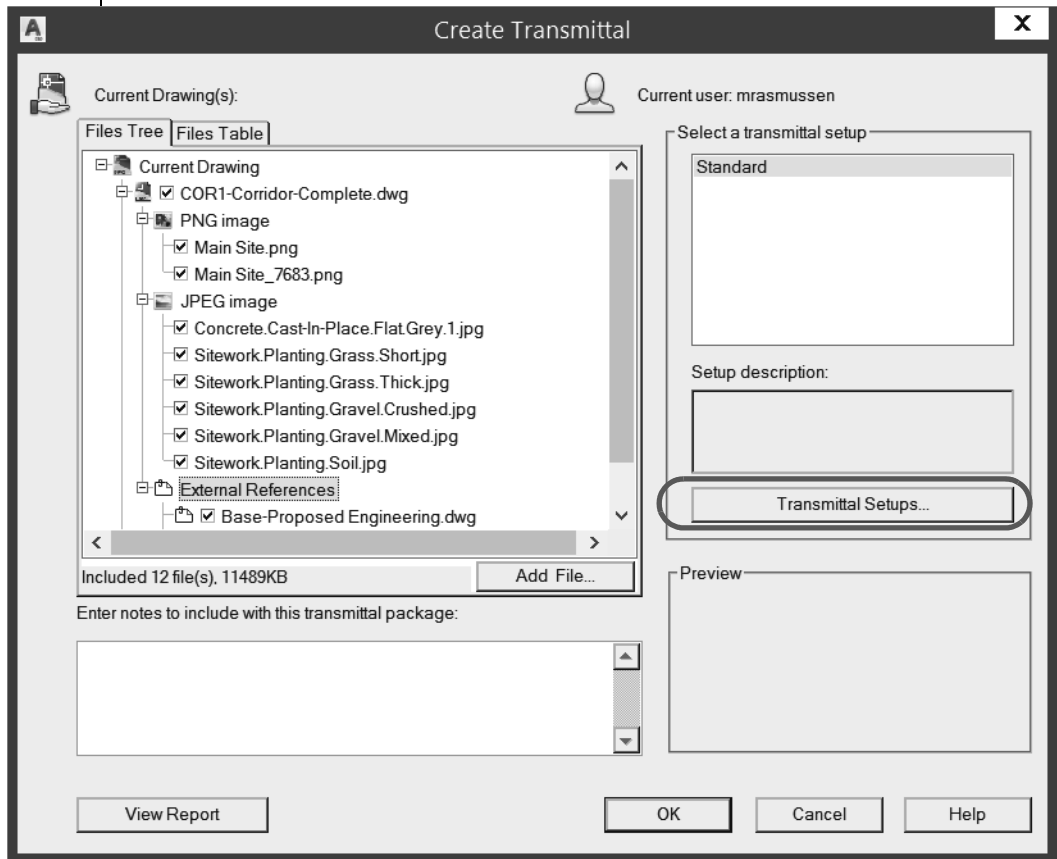 Create Transmittal
X
Current Drawing(s):
Current user: mrasmussen
Files Tree
Files Table
Current Drawing
COR1-Corridor-Complete.dwg
PNG image
Main Site.png
Main Site_7683.png
JPEG image
Concrete.Cast-In-Place.Flat.Grey.1.jpg
Sitework.Planting.Grass.Short.jpg
Sitework.Planting.Grass.Thick.jpg
Sitework.Planting.Gravel.Crushed.jpg
Sitework.Planting.Gravel.Mixed.jpg
Sitework.Planting.Soil.jpg
External References
Base-Proposed Engineering.dwg
Included 12 file(s), 11489KB
Add File...
Enter notes to include with this transmittal package:
Select a transmittal setup
Standard
Setup description:
Transmittal Setups...
Preview
View Report
OK
Cancel
Help